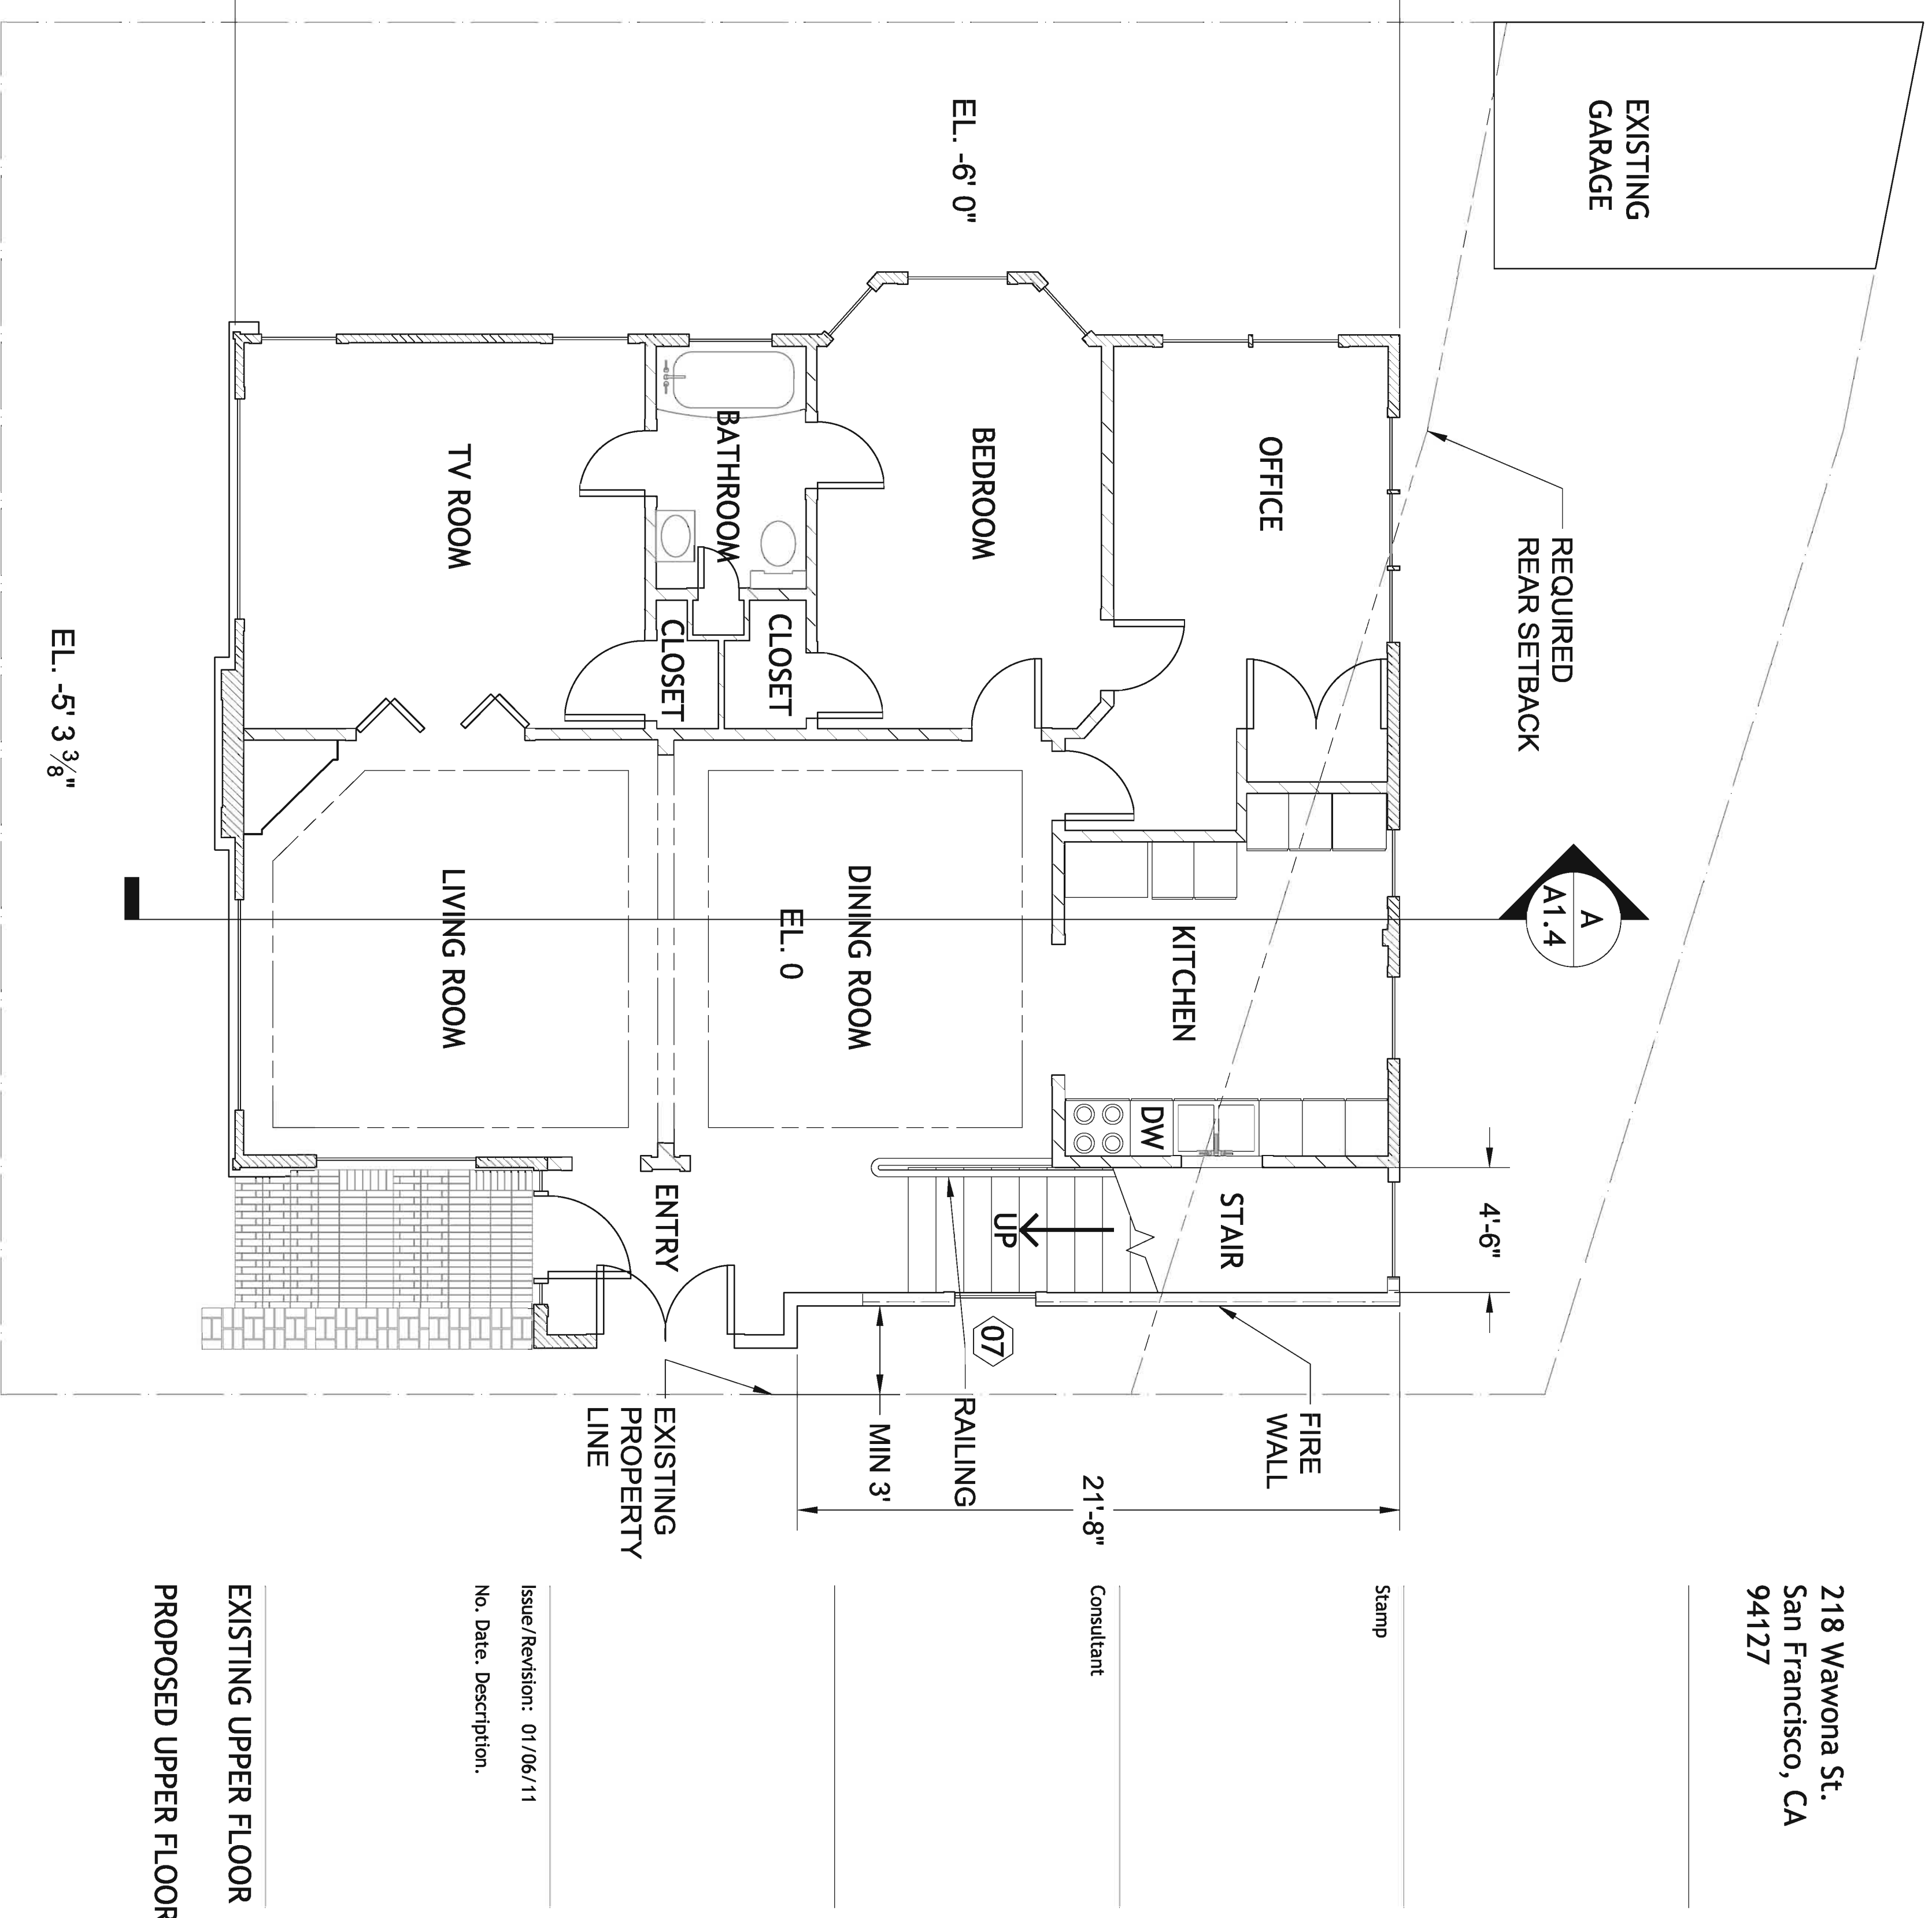 218 Wawona St.
San Francisco, CA
94127
Stamp
Consultant
Issue/Revision: 01/06/11
No. Date. Description.
EXISTING UPPER FLOOR
PROPOSED UPPER FLOOR
EXISTING
GARAGE
REQUIRED
REAR SETBACK
A
A1.4
4'-6"
EL. -6' 0"
OFFICE
BEDROOM
BATHROOM
TV ROOM
CLOSET
CLOSET
KITCHEN
DW
STAIR
UP
DINING ROOM
EL. 0
LIVING ROOM
ENTRY
07
FIRE
WALL
21'-8"
RAILING
MIN 3'
EXISTING
PROPERTY
LINE
EL. -5' 3 3/8"